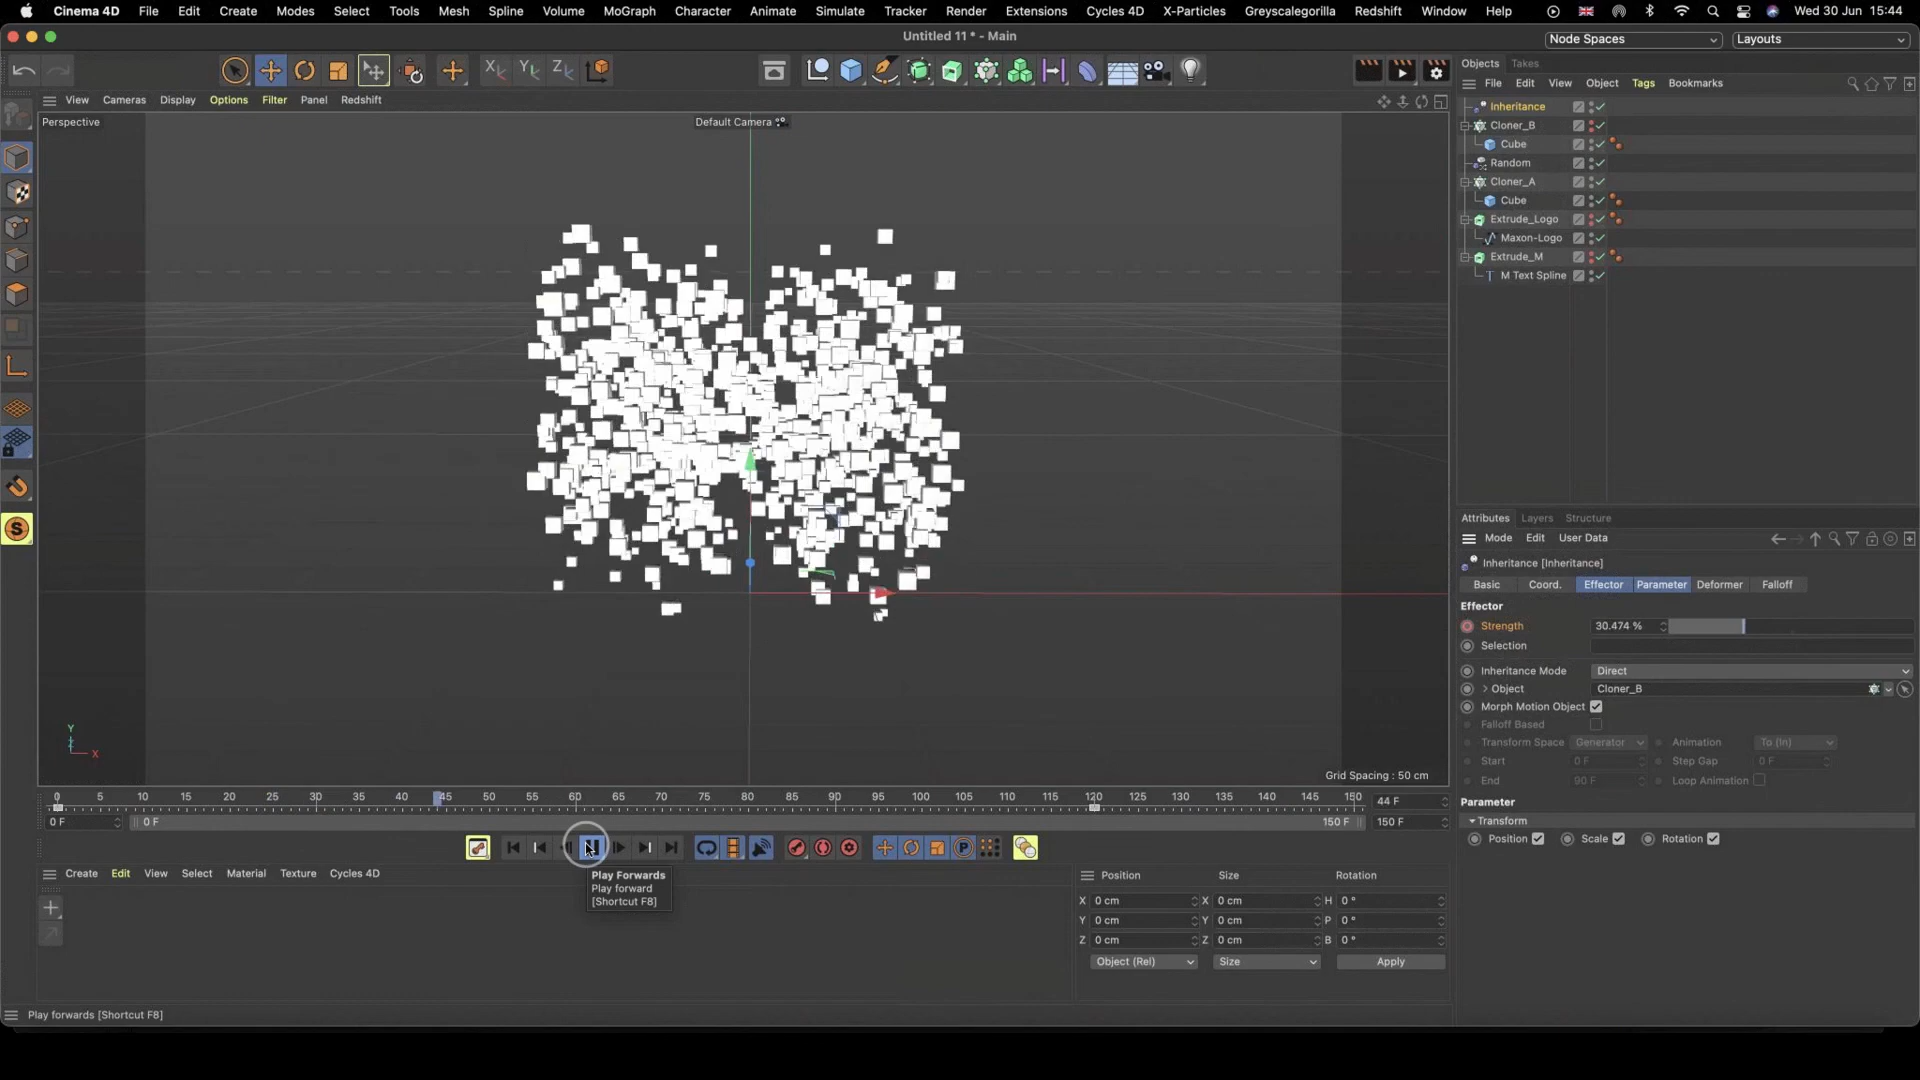 Cinema 4D File Edit Create Modes Select Tools Mesh Spline Volume MoGraph Character Animate Simulate Tracker Render Extensions Cycles 4D X-Particles Greyscalegorilla Redshift Window Help Wed 30 Jun 15:44
Untitled 11 * - Main
Node Spaces Layouts
X Y Z
View Cameras Display Options Filter Panel Redshift
Perspective
Default Camera
Y
Z
X
Grid Spacing : 50 cm
Objects Takes
File Edit View Object Tags Bookmarks
Inheritance
Cloner_B
Cube
Random
Cloner_A
Cube
Extrude_Logo
Maxon-Logo
Extrude_M
M Text Spline
Attributes Layers Structure
Mode Edit User Data
Inheritance [Inheritance]
Basic Coord. Effector Parameter Deformer Falloff
Effector
Strength 30.474 %
Selection
Inheritance Mode Direct
Object Cloner_B
Morph Motion Object
Falloff Based
Transform Space Generator Animation To (In)
Start 0 F Step Gap 0 F
End 90 F Loop Animation
Parameter
Transform
Position Scale Rotation
0 5 10 15 20 25 30 35 40 45 50 55 60 65 70 75 80 85 90 95 100 105 110 115 120 125 130 135 140 145 150 44 F
0 F 0 F 150 F 150 F
S
P
Play Forwards
Play forward
[Shortcut F8]
Create Edit View Select Material Texture Cycles 4D
Position Size Rotation
X 0 cm X 0 cm H 0 °
Y 0 cm Y 0 cm P 0 °
Z 0 cm Z 0 cm B 0 °
Object (Rel) Size Apply
Play forwards [Shortcut F8]